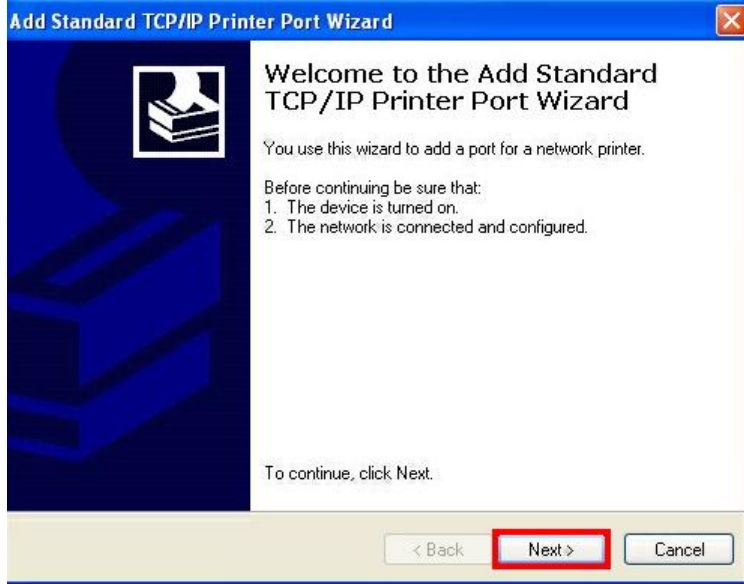 Add Standard TCP/IP Printer Port Wizard
Welcome to the Add Standard
TCP/IP Printer Port Wizard
You use this wizard to add a port for a network printer.
Before continuing be sure that:
1. The device is turned on.
2. The network is connected and configured.
To continue, click Next.
< Back
Next >
Cancel